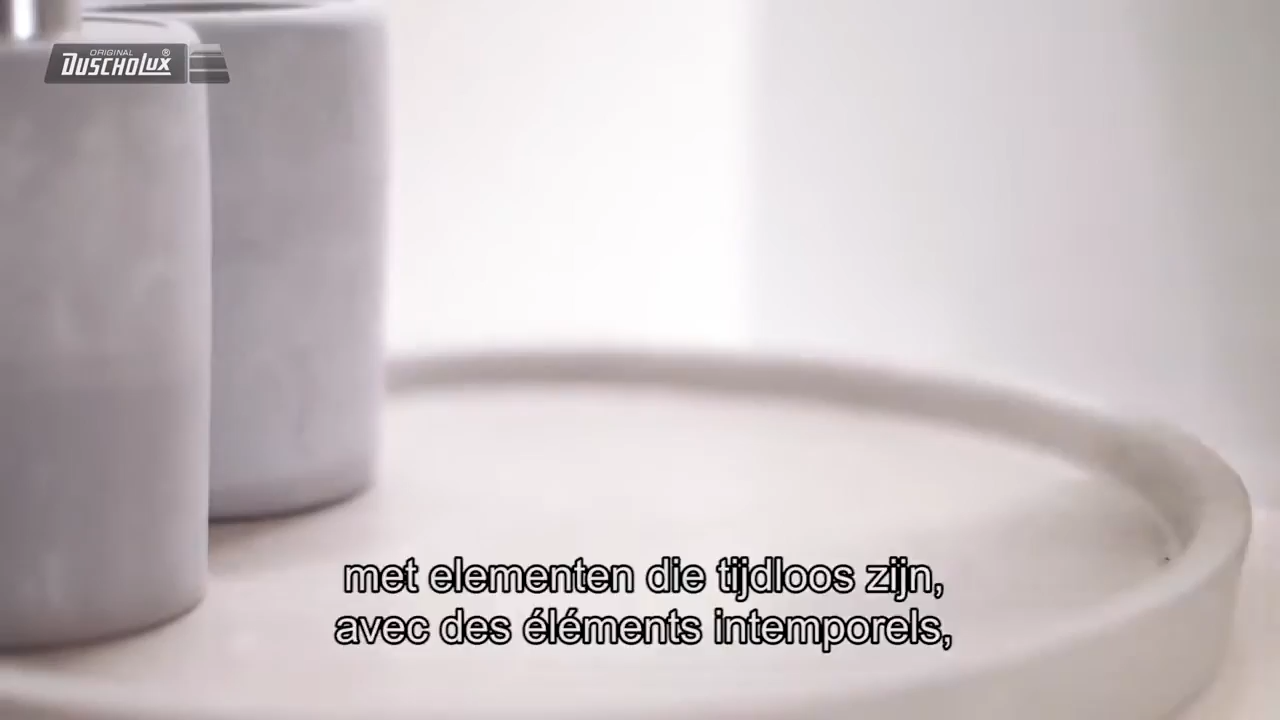 ORIGINAL
DUSCHOLUX®
met elementen die tijdloos zijn,
avec des éléments intemporels,